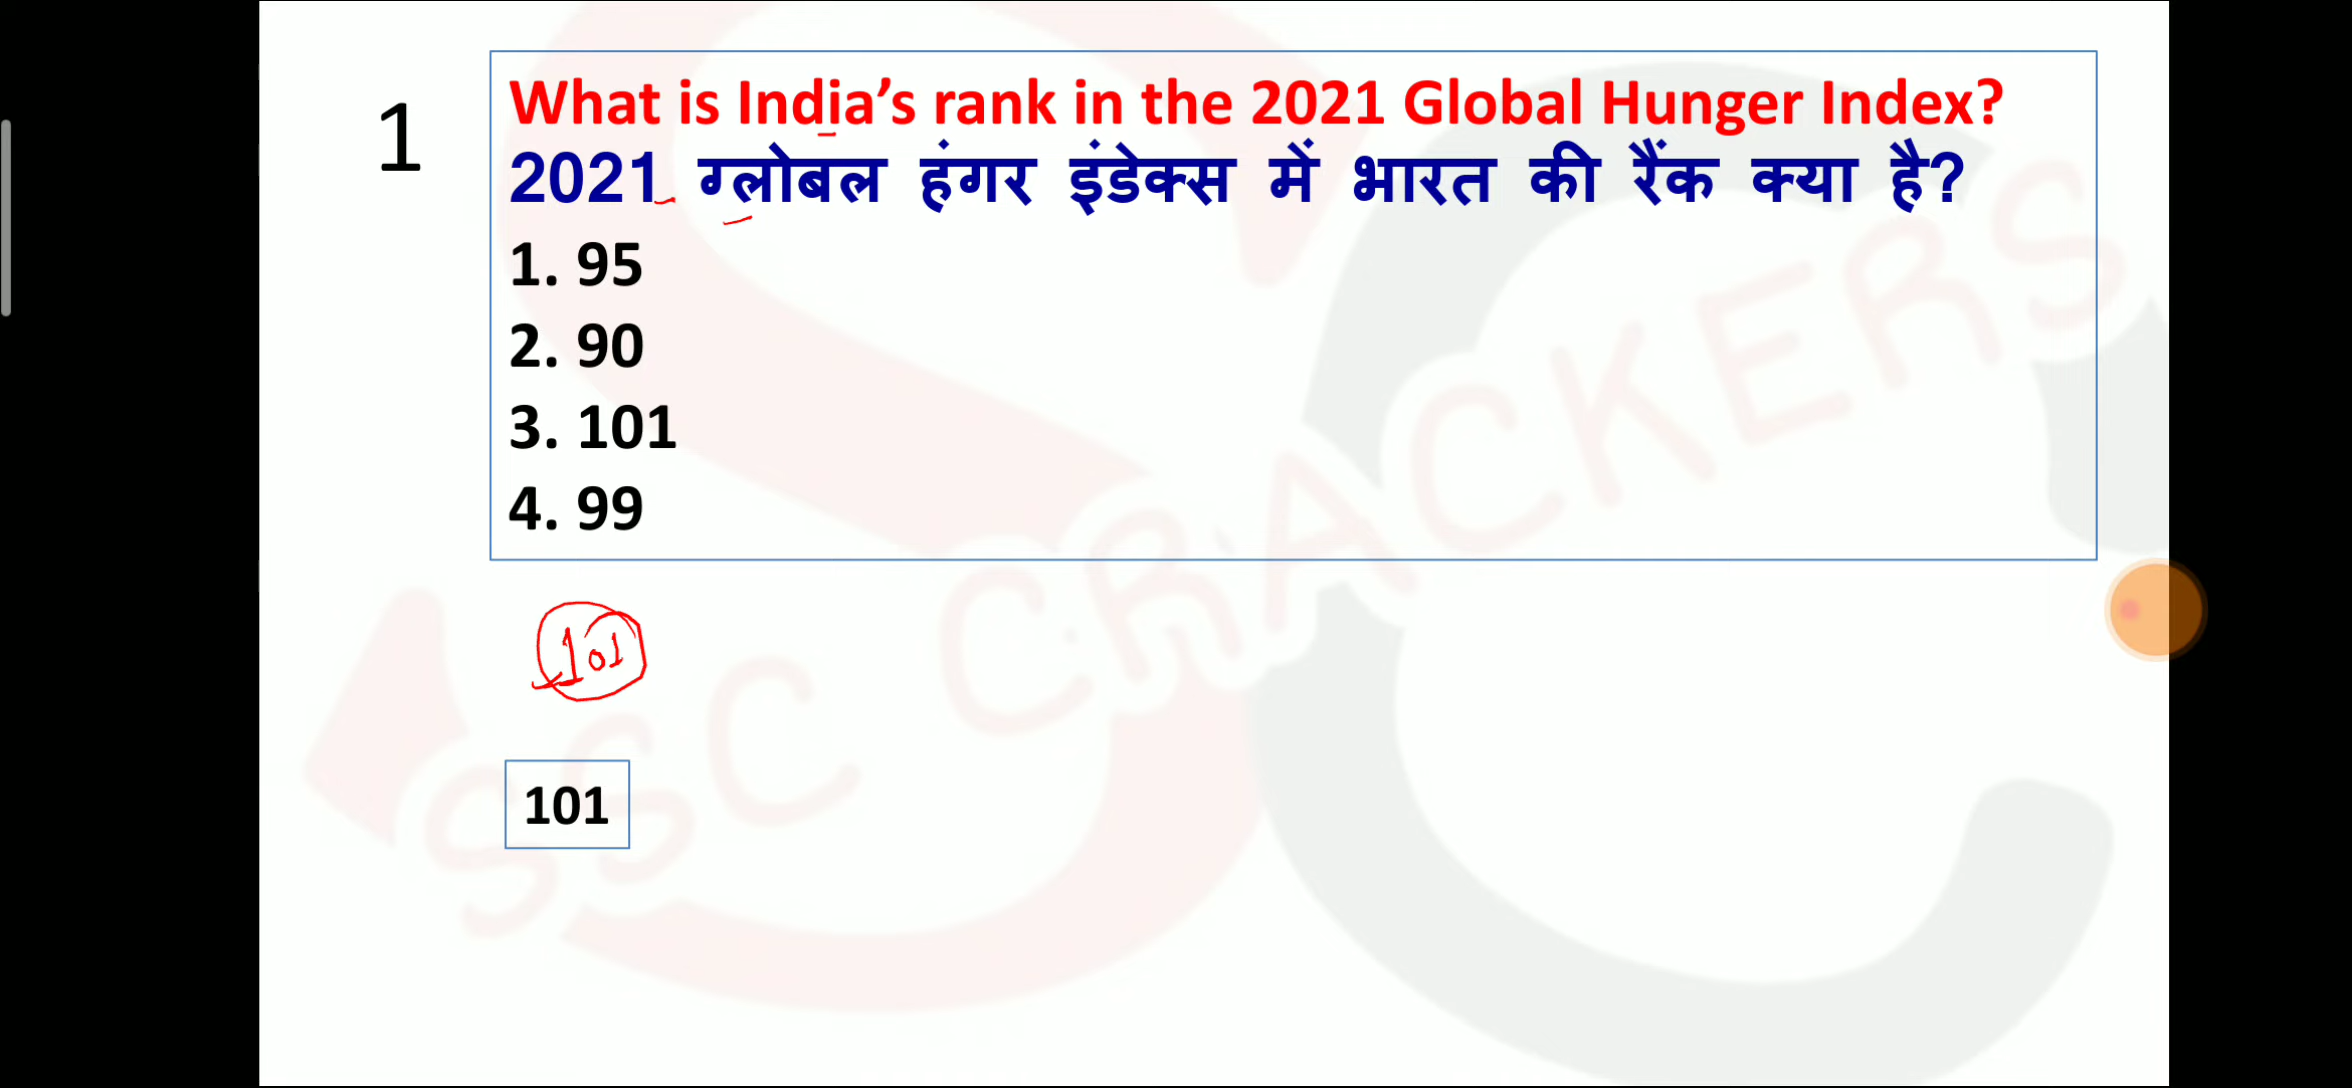 1
What is India’s rank in the 2021 Global Hunger Index?
2021 ग्लोबल हंगर इंडेक्स में भारत की रैंक क्या है?
1. 95
2. 90
3. 101
4. 99
101
101
SSC CRACKERS